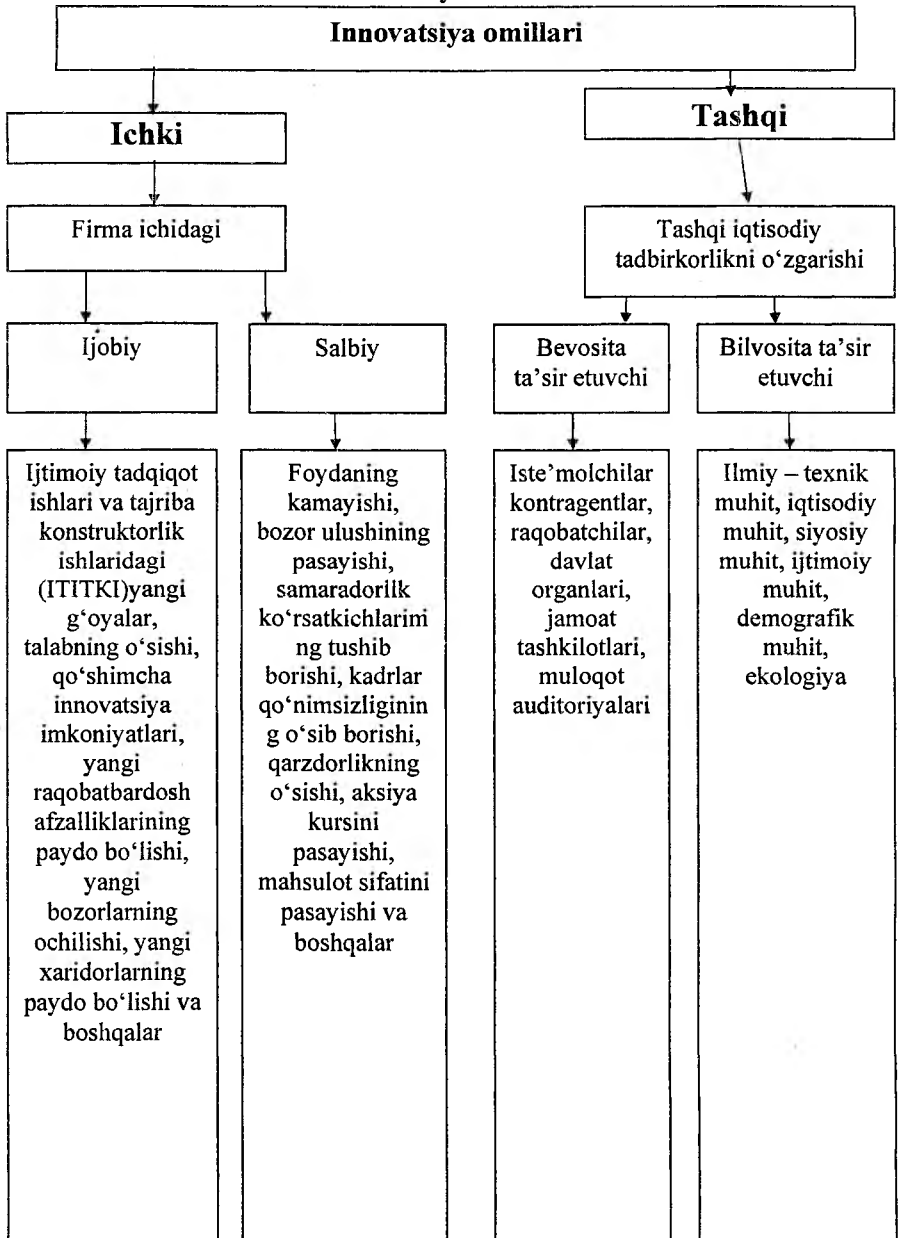 Innovatsiya omillari
Ichki
Tashqi
Firma ichidagi
Tashqi iqtisodiy
tadbirkorlikni o‘zgarishi
Ijobiy
Salbiy
Bevosita
ta’sir etuvchi
Bilvosita ta’sir
etuvchi
Ijtimoiy tadqiqot
ishlari va tajriba
konstruktorlik
ishlaridagi
(ITITKI)yangi
g‘oyalar,
talabning o‘sishi,
qo‘shimcha
innovatsiya
imkoniyatlari,
yangi
raqobatbardosh
afzalliklarining
paydo bo‘lishi,
yangi
bozorlarning
ochilishi, yangi
xaridorlarning
paydo bo‘lishi va
boshqalar
Foydaning
kamayishi,
bozor ulushining
pasayishi,
samaradorlik
ko‘rsatkichlarini
ng tushib
borishi, kadrlar
qo‘nimsizliginin
g o‘sib borishi,
qarzdorlikning
o‘sishi, aksiya
kursini
pasayishi,
mahsulot sifatini
pasayishi va
boshqalar
Iste’molchilar
kontragentlar,
raqobatchilar,
davlat
organlari,
jamoat
tashkilotlari,
muloqot
auditoriyalari
Ilmiy – texnik
muhit, iqtisodiy
muhit, siyosiy
muhit, ijtimoiy
muhit,
demografik
muhit,
ekologiya